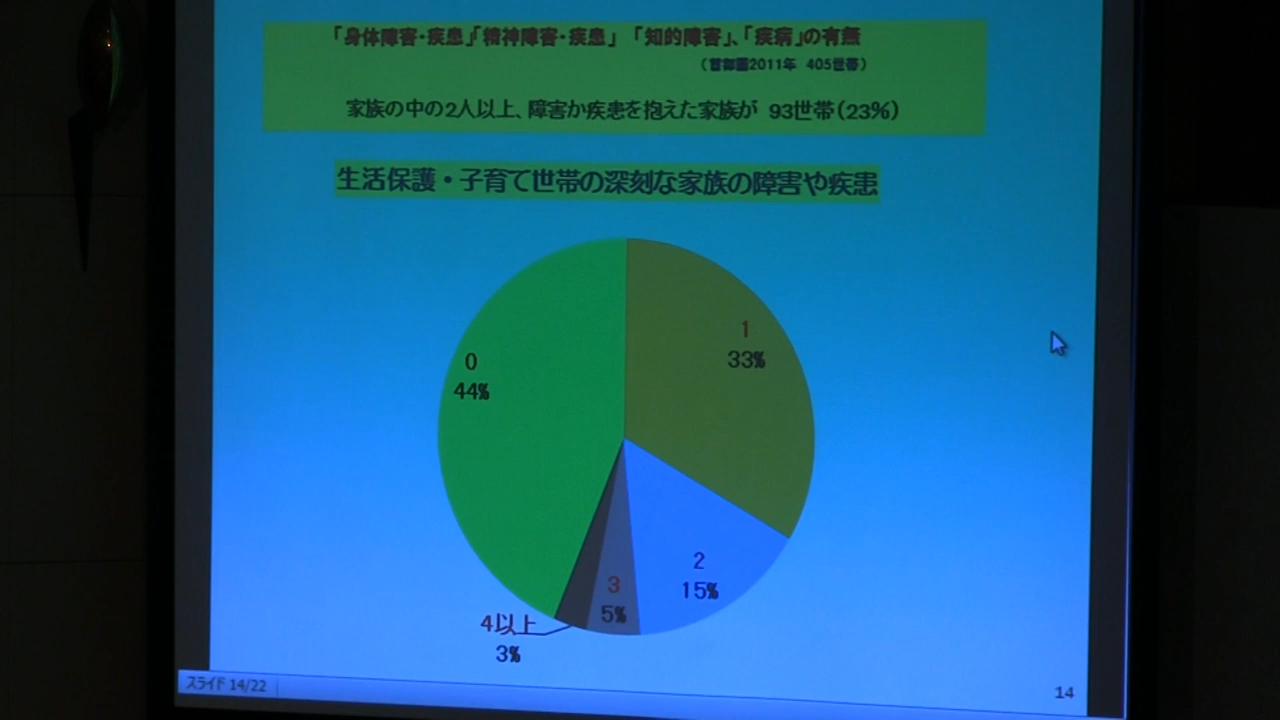 「身体障害・疾患」「精神障害・疾患」 「知的障害」、「疾病」の有無
(首都圏2011年 405世帯)
家族の中の2人以上、障害か疾患を抱えた家族が 93世帯(23%)
生活保護・子育て世帯の深刻な家族の障害や疾患
1
33%
0
44%
2
15%
3
5%
4以上
3%
スライド 14/22
14